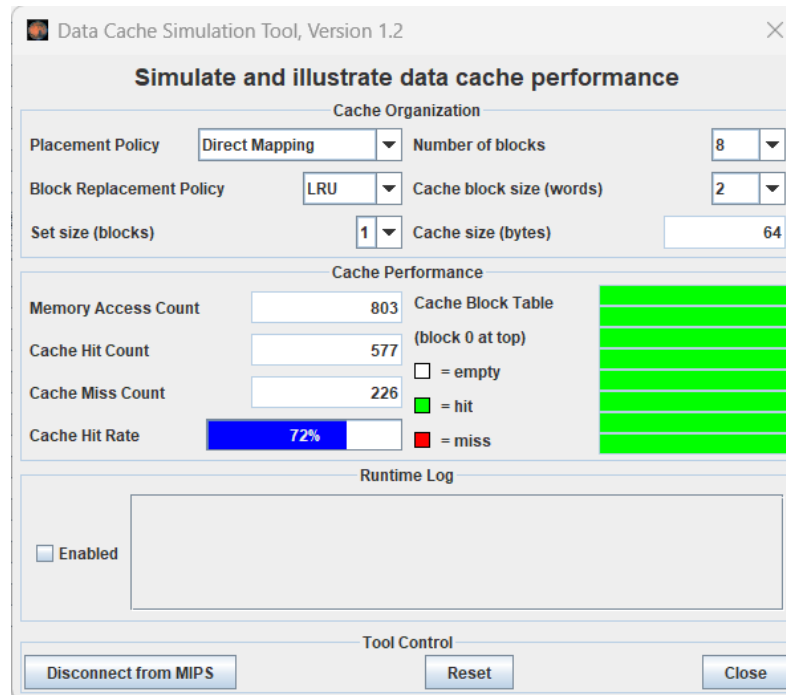 Data Cache Simulation Tool, Version 1.2
Simulate and illustrate data cache performance
Cache Organization
Placement Policy Direct Mapping Number of blocks 8
Block Replacement Policy LRU Cache block size (words) 2
Set size (blocks) 1 Cache size (bytes) 64
Cache Performance
Memory Access Count 803 Cache Block Table
(block 0 at top)
Cache Hit Count 577
= empty
Cache Miss Count 226
= hit
Cache Hit Rate 72%
= miss
Runtime Log
Enabled
Tool Control
Disconnect from MIPS Reset Close